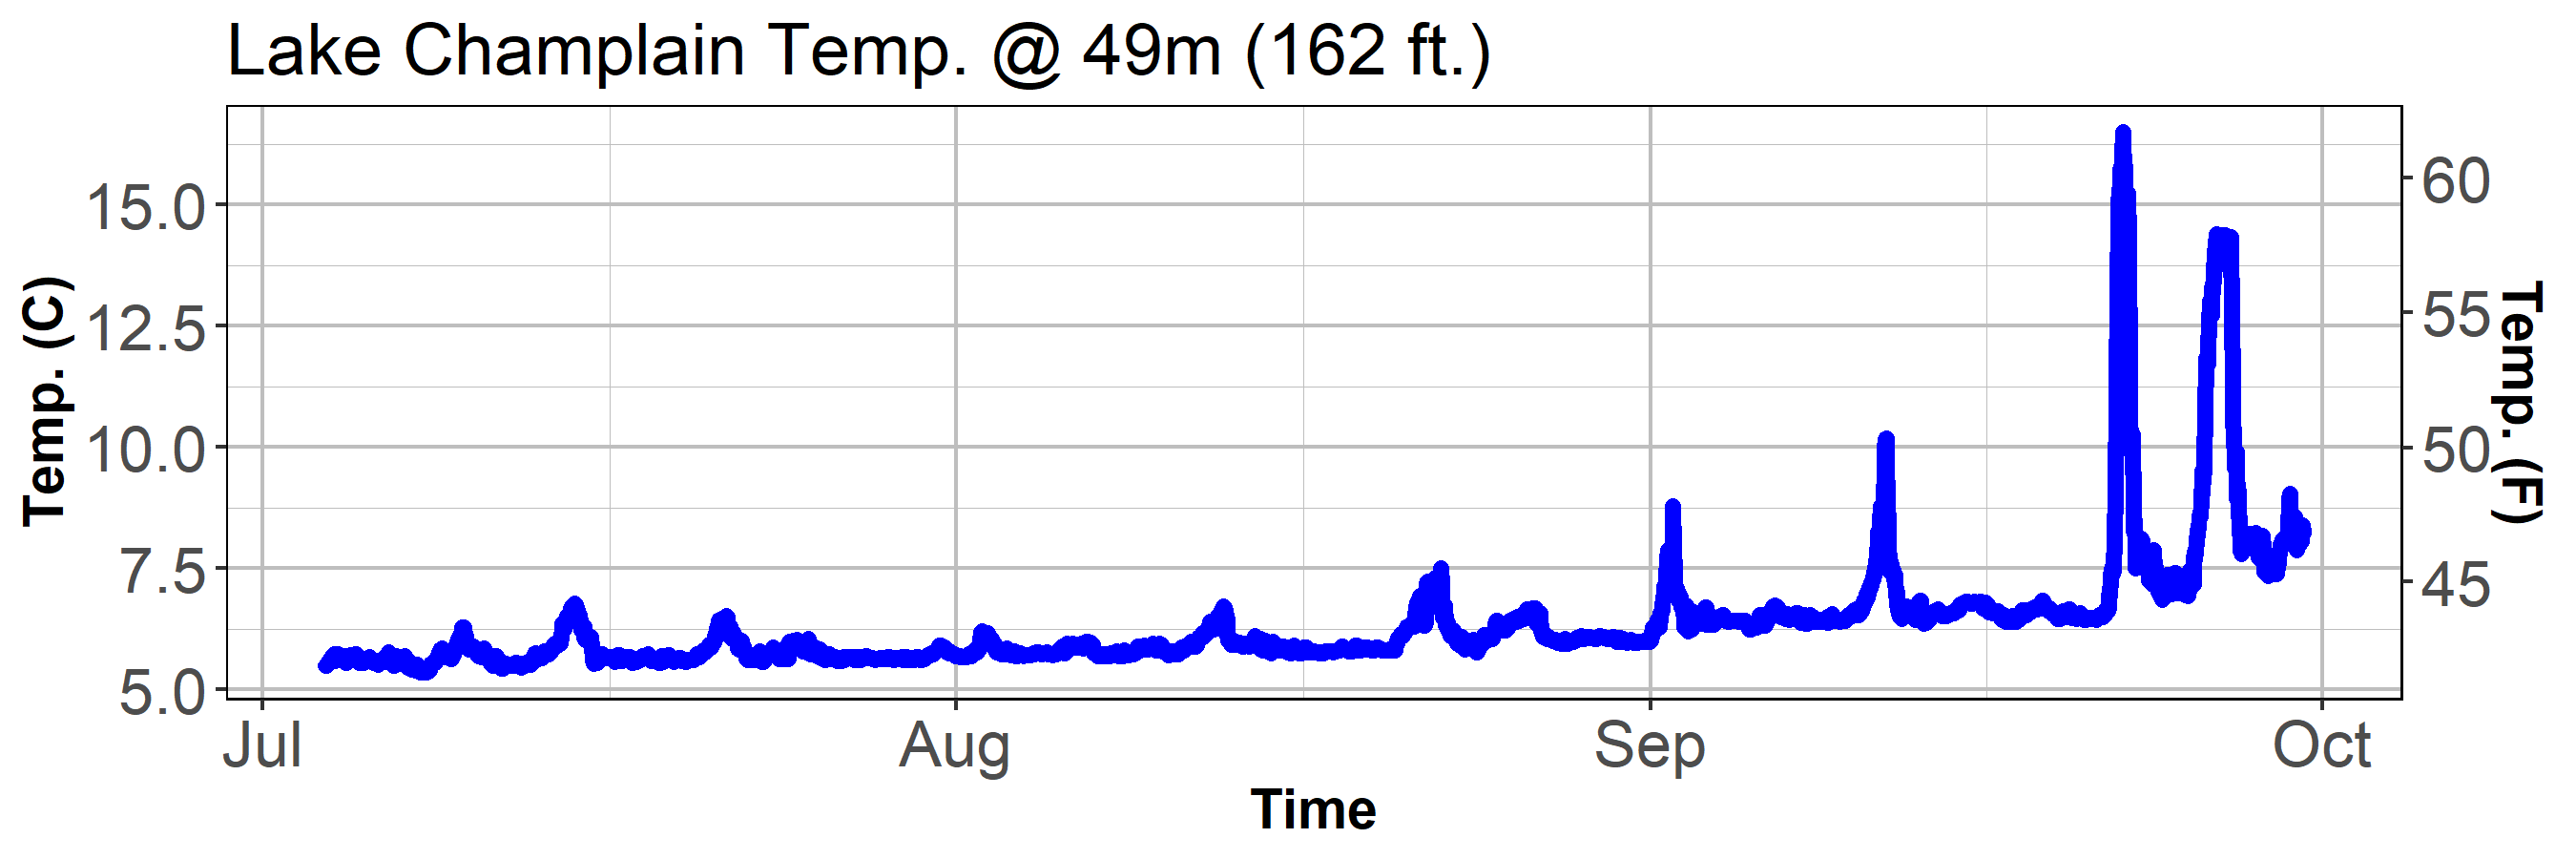 Lake Champlain Temp. @ 49m (162 ft.)
Temp. (C)
15.0
12.5
10.0
7.5
5.0
60
55
50
45
Temp. (F)
Jul Aug Sep Oct
Time